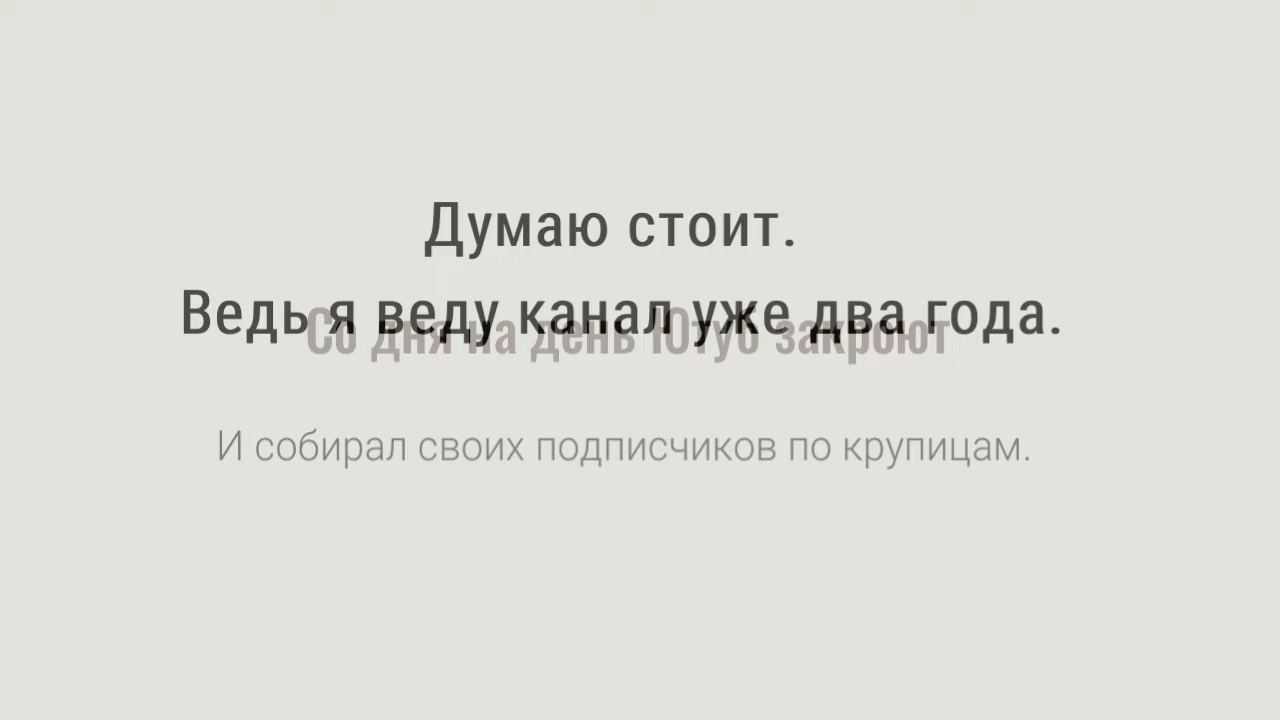 Думаю стоит.
Ведь я веду канал уже два года.
Со дня на день Ютуб закроют
И собирал своих подписчиков по крупицам.